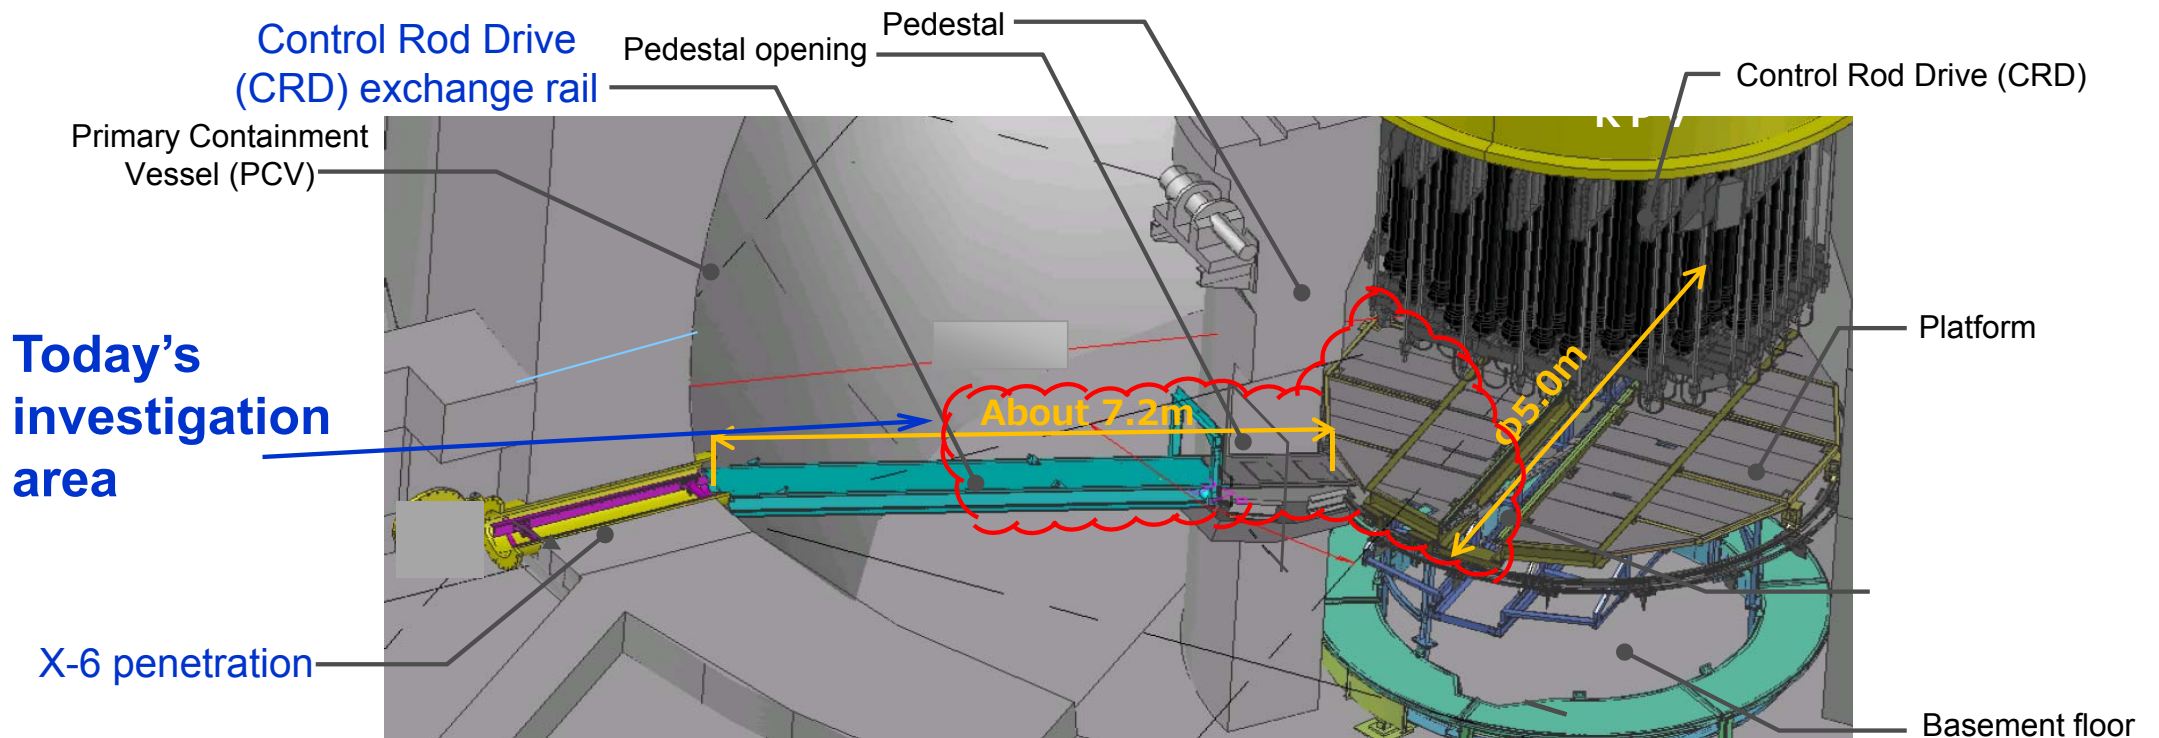 Pedestal
Control Rod Drive
(CRD) exchange rail
Pedestal opening
Control Rod Drive (CRD)
Primary Containment
Vessel (PCV)
Today’s
investigation
area
About 7.2m
φ5.0m
Platform
X-6 penetration
Basement floor